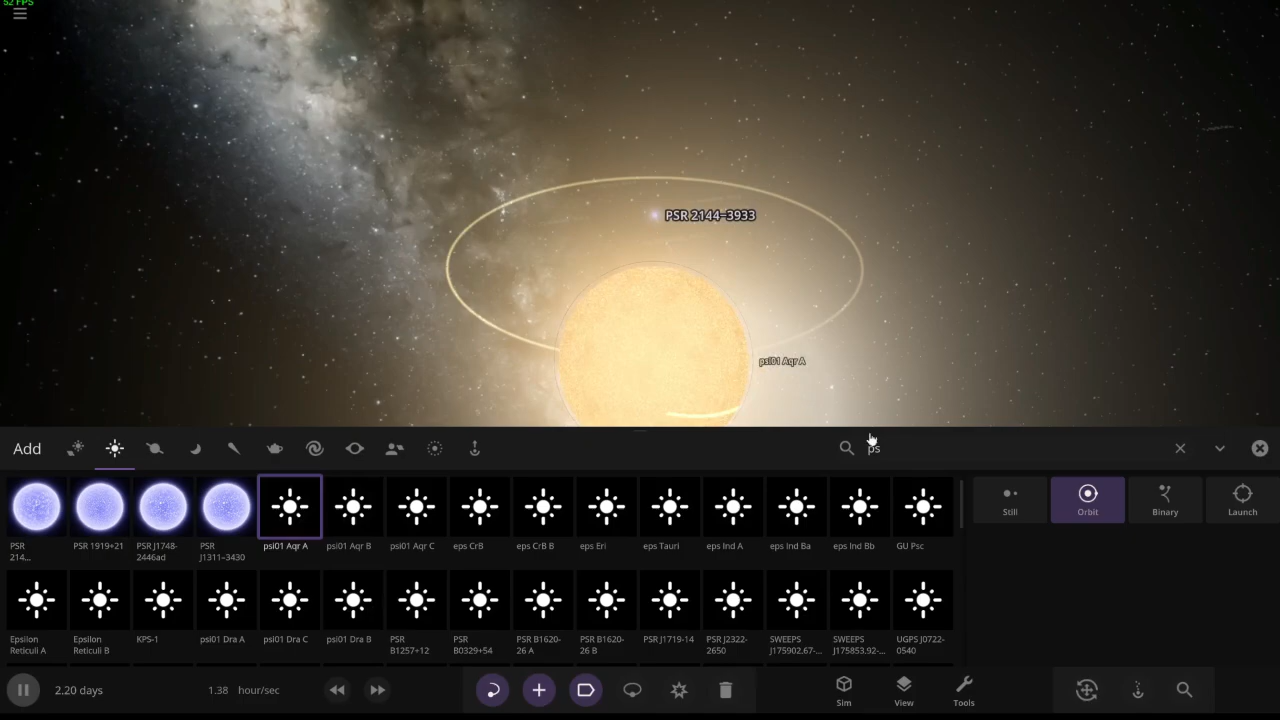 52 FPS
PSR 2144-3933
psi01 Aqr A
Add
ps
PSR 214...
PSR 1919+21
PSR J1748-2446ad
PSR J1311-3430
psi01 Aqr A
psi01 Aqr B
psi01 Aqr C
eps CrB
eps CrB B
eps Eri
eps Tauri
eps Ind A
eps Ind Ba
eps Ind Bb
GU Psc
Still
Orbit
Binary
Launch
Epsilon Reticuli A
Epsilon Reticuli B
KPS-1
psi01 Dra A
psi01 Dra C
psi01 Dra B
PSR B1257+12
PSR B0329+54
PSR B1620-26 A
PSR B1620-26 B
PSR J1719-14
PSR J2322-2650
SWEEPS J175902.67-...
SWEEPS J175853.92-...
UGPS J0722-0540
2.20 days
1.38 hour/sec
Sim
View
Tools